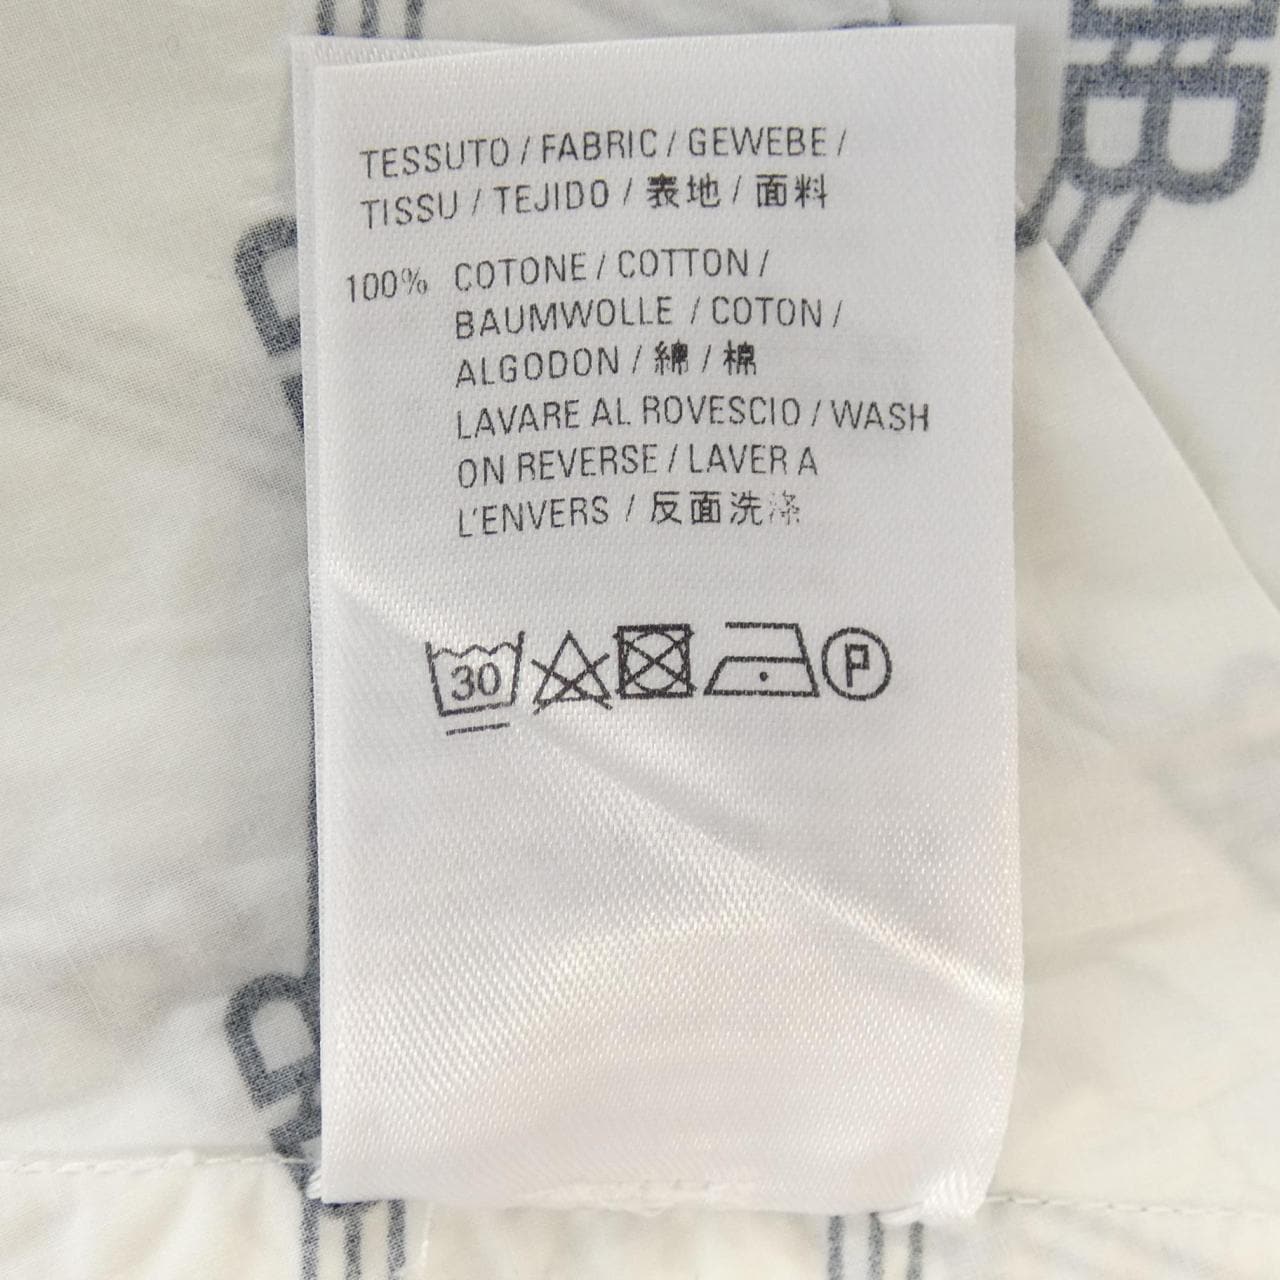 TESSUTO / FABRIC / GEWEBE /
TISSU / TEJIDO / 表地 / 面料
100% COTONE / COTTON /
BAUMWOLLE / COTON /
ALGODON / 綿 / 棉
LAVARE AL ROVESCIO / WASH
ON REVERSE / LAVER A
L'ENVERS / 反面洗涤
30
P